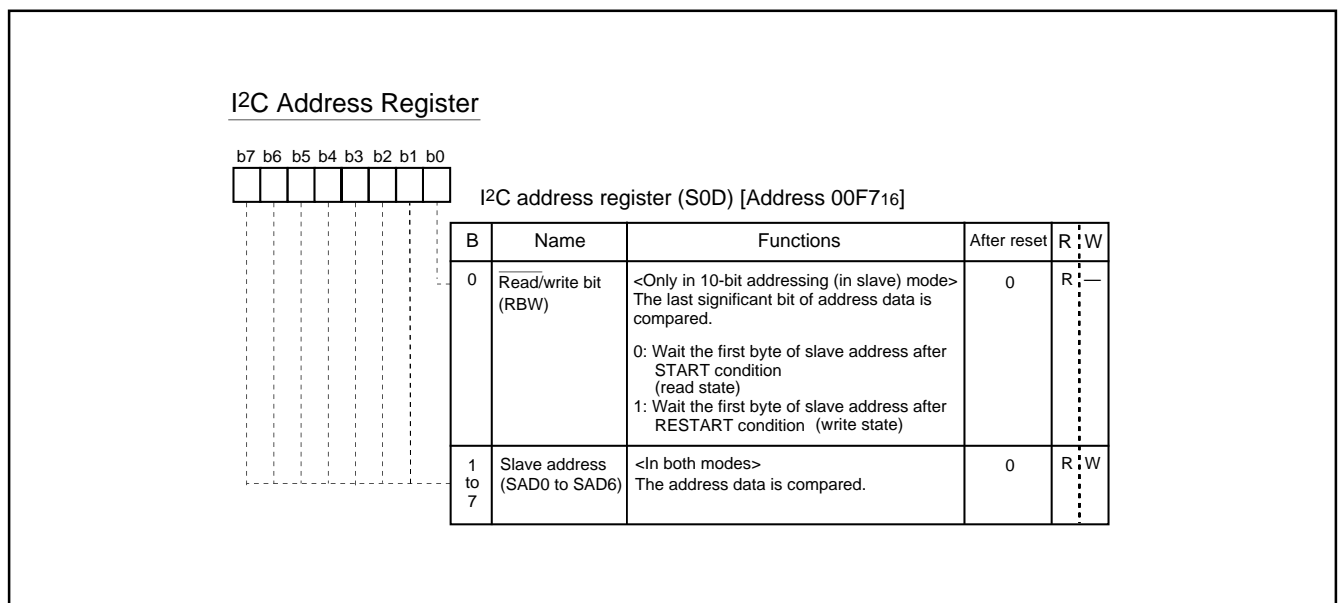 I2C Address Register
b7 b6 b5 b4 b3 b2 b1 b0
I2C address register (S0D) [Address 00F716]
B Name Functions After reset R W
0 Read/write bit (RBW) <Only in 10-bit addressing (in slave) mode> 0 R —
The last significant bit of address data is
compared.
0: Wait the first byte of slave address after
START condition
(read state)
1: Wait the first byte of slave address after
RESTART condition (write state)
1 to 7 Slave address (SAD0 to SAD6) <In both modes> 0 R W
The address data is compared.